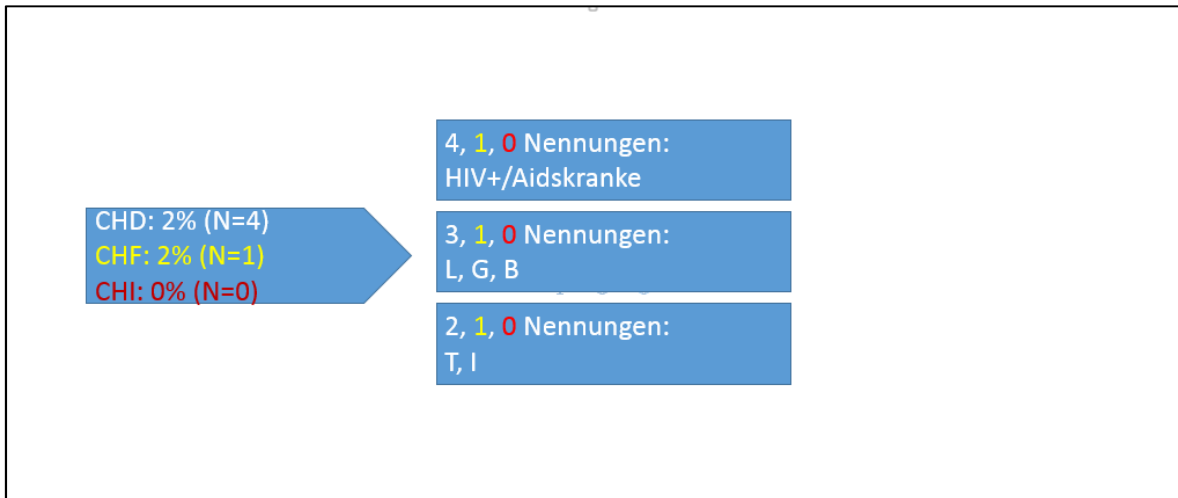 CHD: 2% (N=4)
CHF: 2% (N=1)
CHI: 0% (N=0)
4, 1, 0 Nennungen:
HIV+/Aidskranke
3, 1, 0 Nennungen:
L, G, B
2, 1, 0 Nennungen:
T, I